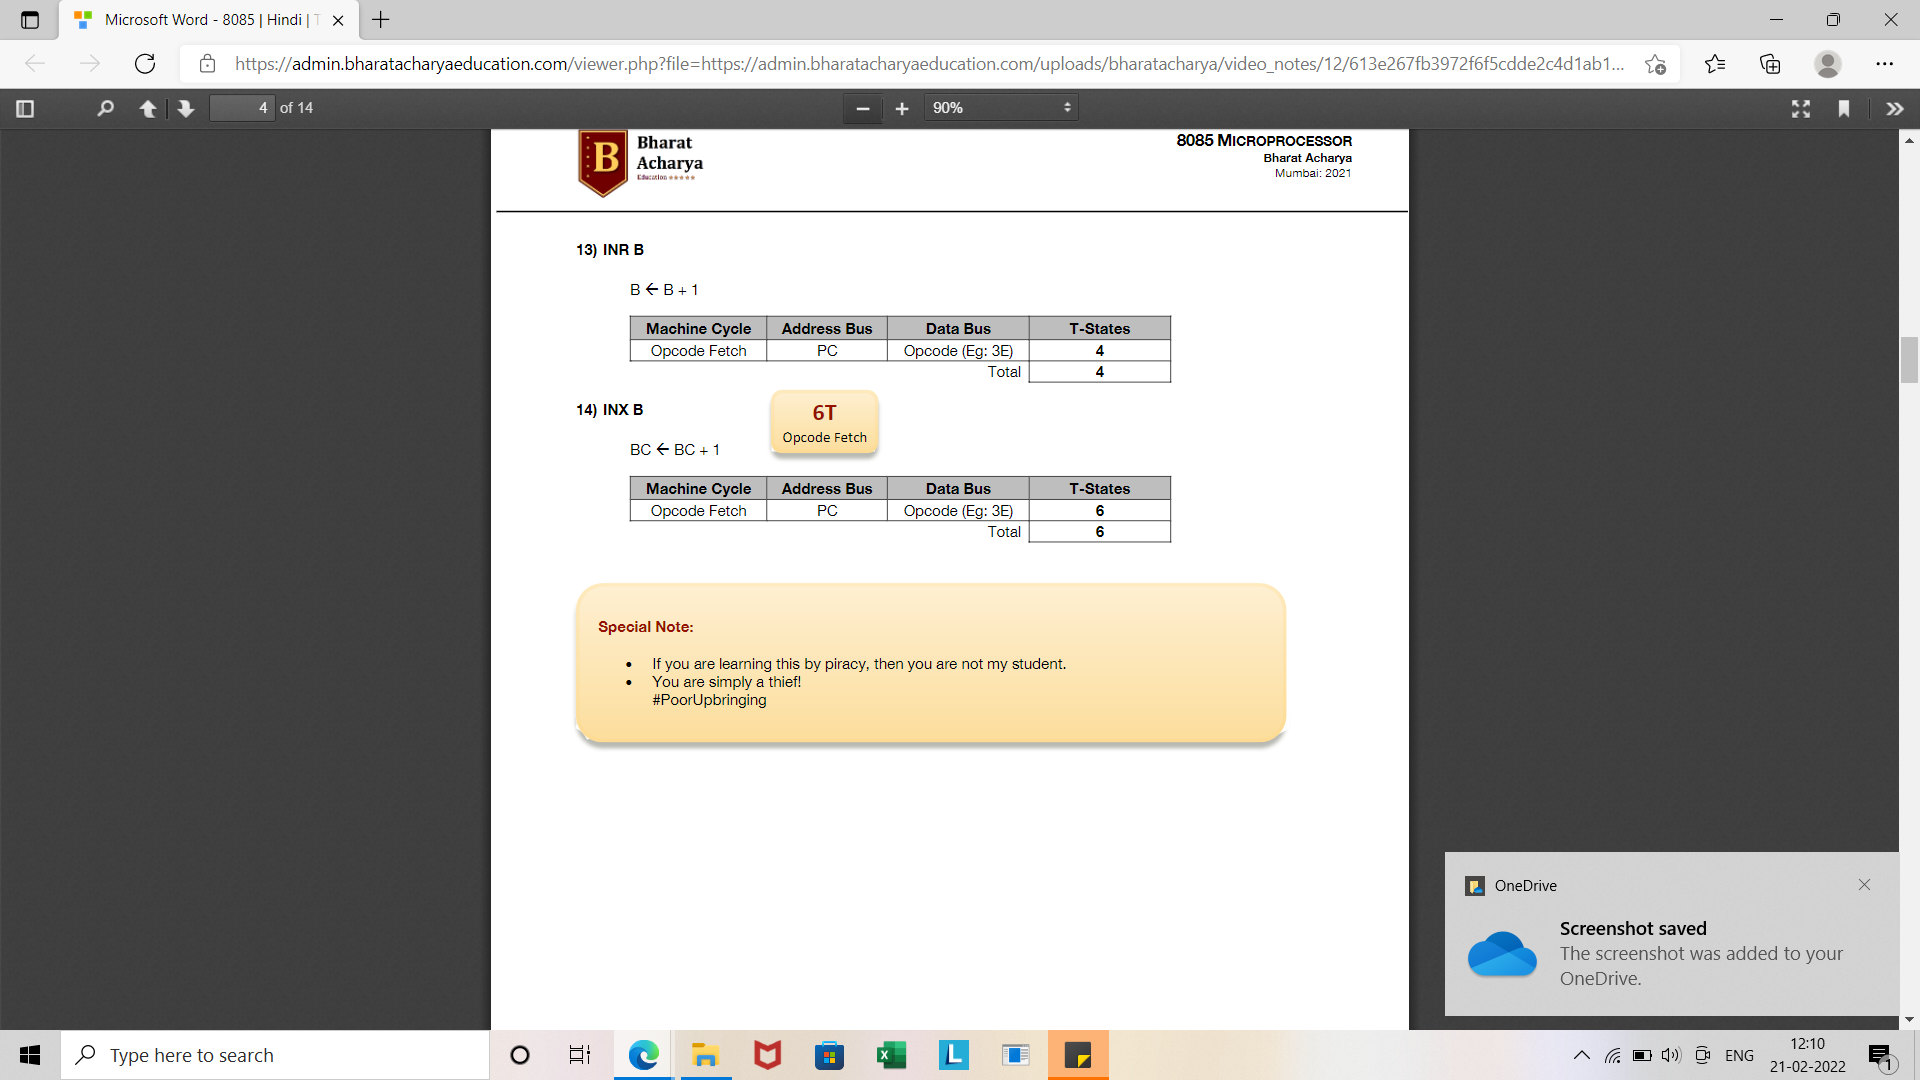 Microsoft Word - 8085 | Hindi |
https://admin.bharatacharyaeducation.com/viewer.php?file=https://admin.bharatacharyaeducation.com/uploads/bharatacharya/video_notes/12/613e267fb3972f6f5cdde2c4d1ab1...
4 of 14
90%
B
Bharat
Acharya
Education
8085 MICROPROCESSOR
Bharat Acharya
Mumbai: 2021
13) INR B
B ← B + 1
Machine Cycle Address Bus Data Bus T-States
Opcode Fetch PC Opcode (Eg: 3E) 4
Total 4
14) INX B
6T
Opcode Fetch
BC ← BC + 1
Machine Cycle Address Bus Data Bus T-States
Opcode Fetch PC Opcode (Eg: 3E) 6
Total 6
Special Note:
• If you are learning this by piracy, then you are not my student.
• You are simply a thief!
#PoorUpbringing
OneDrive
Screenshot saved
The screenshot was added to your
OneDrive.
Type here to search
L
ENG
12:10
21-02-2022
1